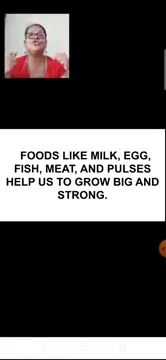 FOODS LIKE MILK, EGG,
FISH, MEAT, AND PULSES
HELP US TO GROW BIG AND
STRONG.